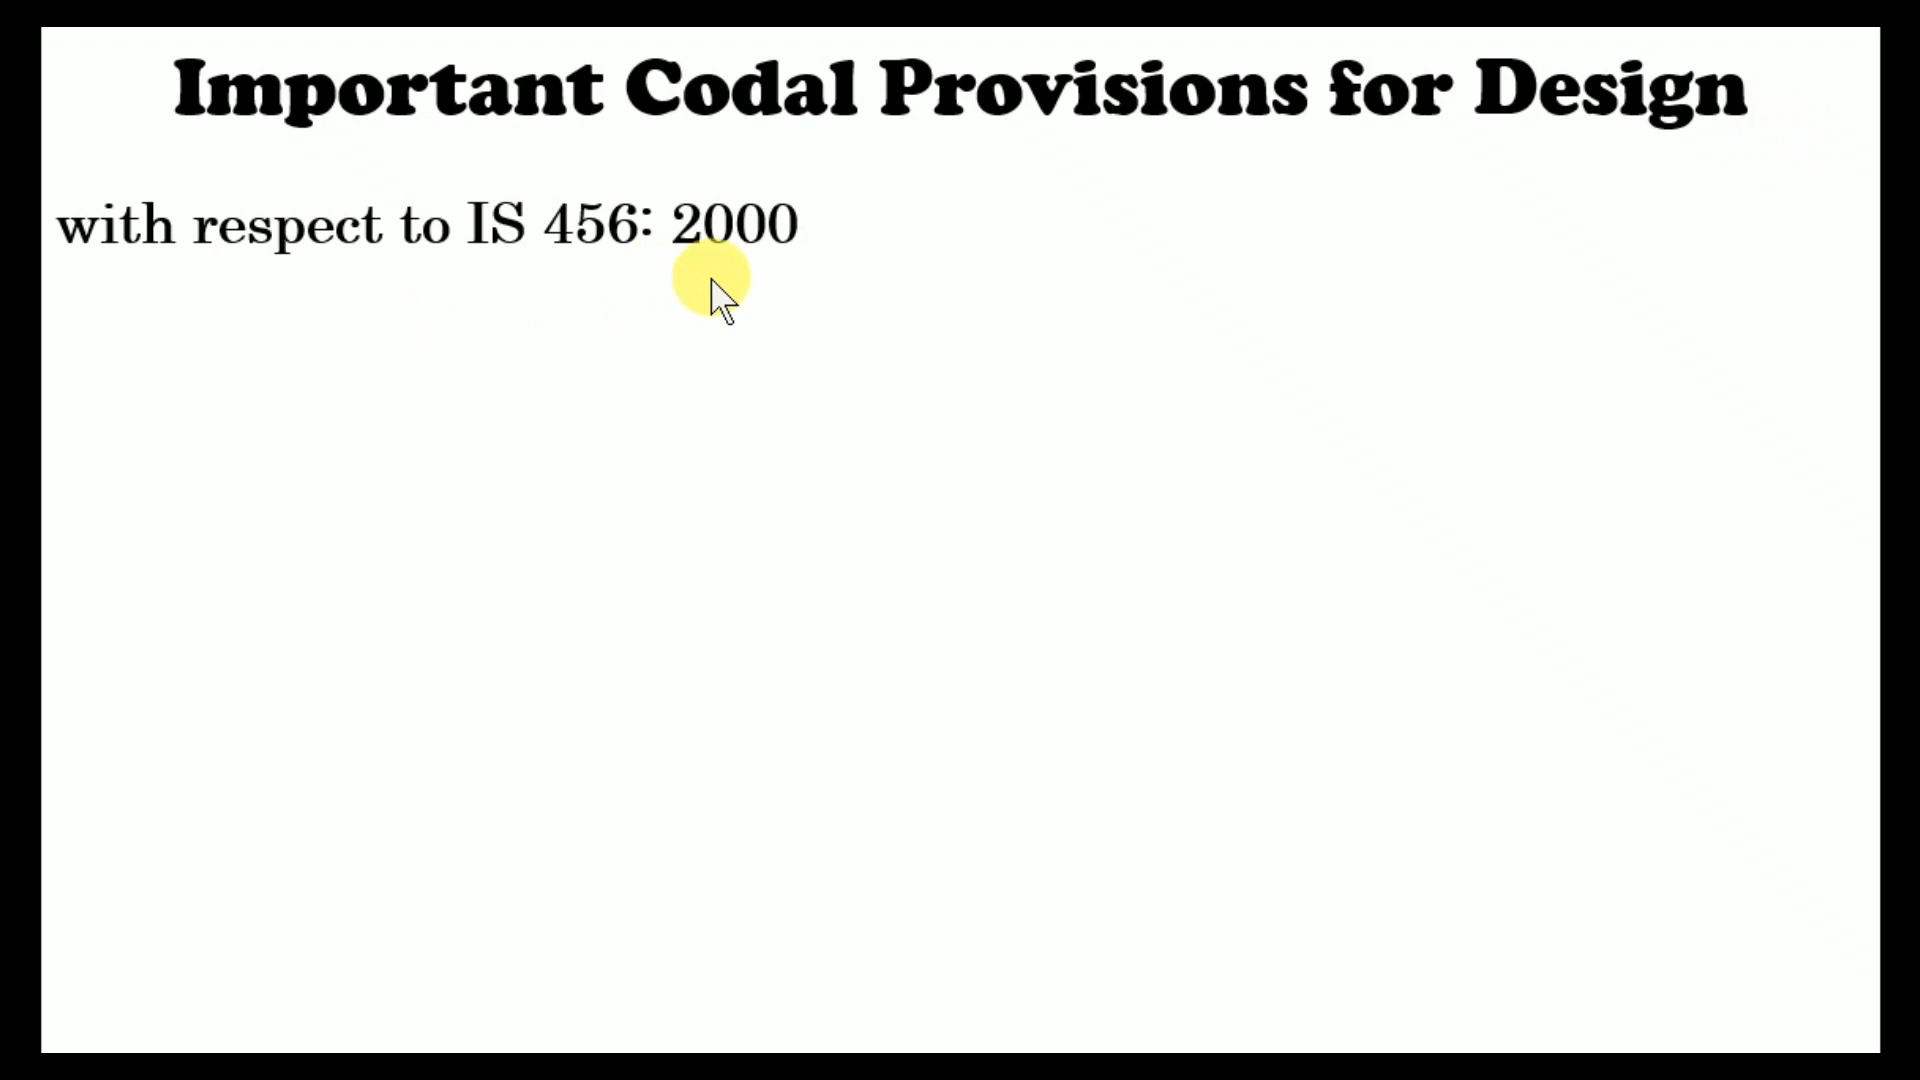 Important Codal Provisions for Design
with respect to IS 456: 2000